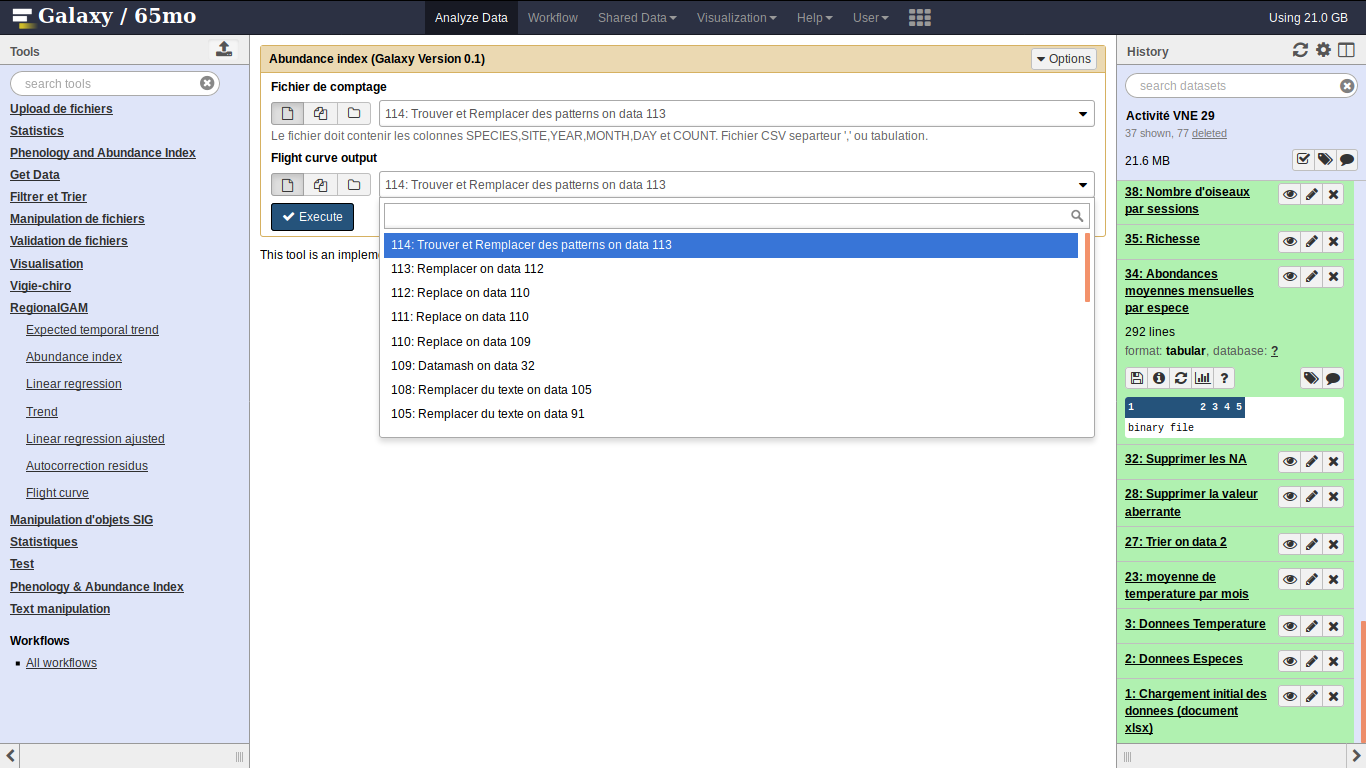 Galaxy / 65mo
Analyze Data
Workflow
Shared Data
Visualization
Help
User
Using 21.0 GB
Tools
search tools
Upload de fichiers
Statistics
Phenology and Abundance Index
Get Data
Filtrer et Trier
Manipulation de fichiers
Validation de fichiers
Visualisation
Vigie-chiro
RegionalGAM
Expected temporal trend
Abundance index
Linear regression
Trend
Linear regression ajusted
Autocorrection residus
Flight curve
Manipulation d'objets SIG
Statistiques
Test
Phenology & Abundance Index
Text manipulation
Workflows
All workflows
Abundance index (Galaxy Version 0.1)
Options
Fichier de comptage
114: Trouver et Remplacer des patterns on data 113
Le fichier doit contenir les colonnes SPECIES,SITE,YEAR,MONTH,DAY et COUNT. Fichier CSV separteur ',' ou tabulation.
Flight curve output
114: Trouver et Remplacer des patterns on data 113
Execute
This tool is an impleme
114: Trouver et Remplacer des patterns on data 113
113: Remplacer on data 112
112: Replace on data 110
111: Replace on data 110
110: Replace on data 109
109: Datamash on data 32
108: Remplacer du texte on data 105
105: Remplacer du texte on data 91
History
search datasets
Activité VNE 29
37 shown, 77 deleted
21.6 MB
38: Nombre d'oiseaux
par sessions
35: Richesse
34: Abondances
moyennes mensuelles
par espece
292 lines
format: tabular, database: ?
?
1 2 3 4 5
binary file
32: Supprimer les NA
28: Supprimer la valeur
aberrante
27: Trier on data 2
23: moyenne de
temperature par mois
3: Donnees Temperature
2: Donnees Especes
1: Chargement initial des
donnees (document
xlsx)